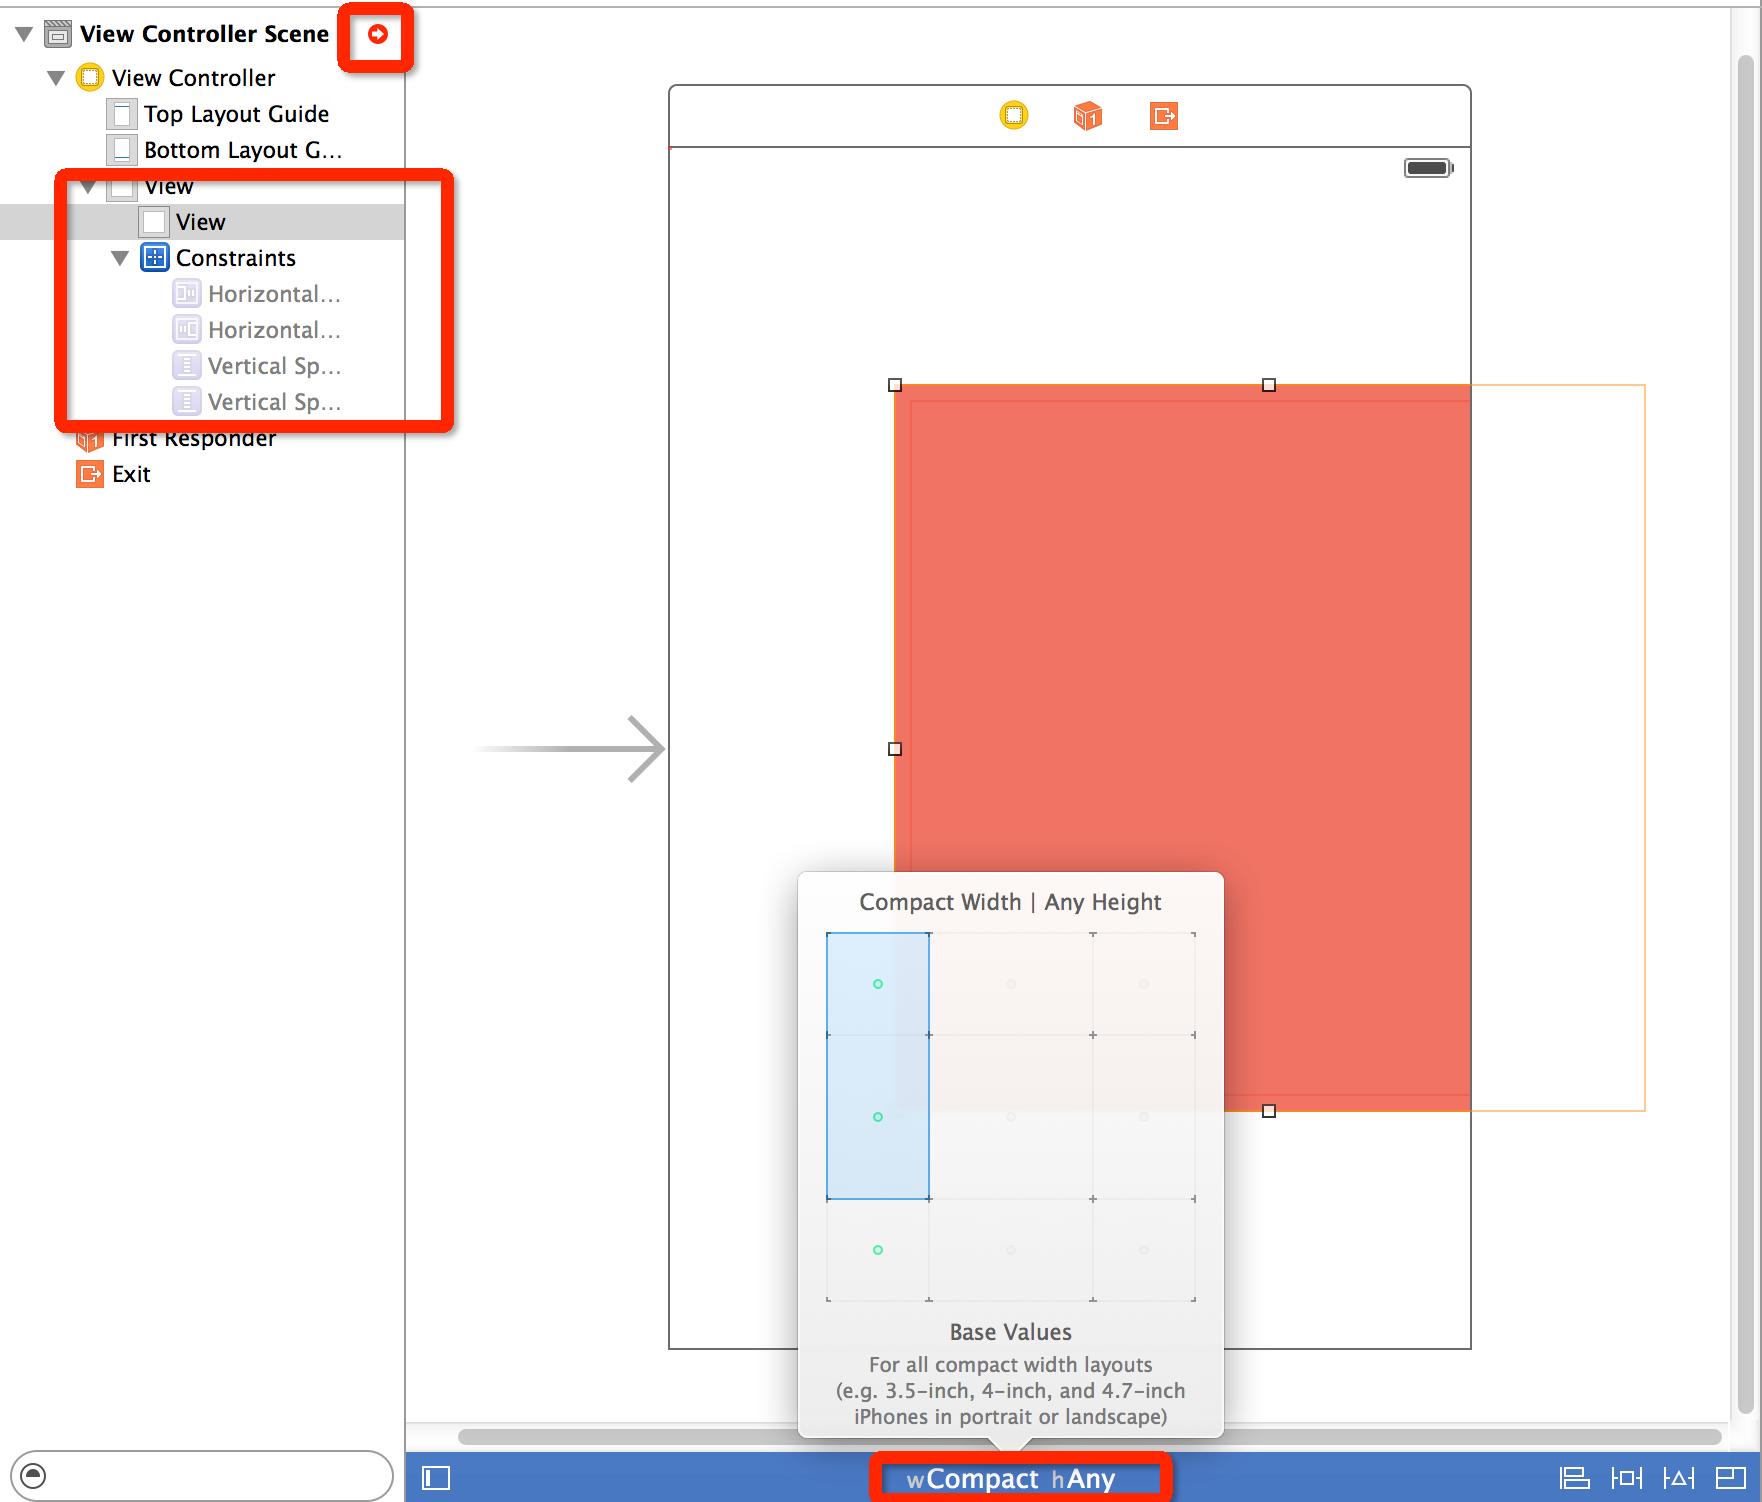 View Controller Scene
View Controller
Top Layout Guide
Bottom Layout G...
View
View
Constraints
Horizontal...
Horizontal...
Vertical Sp...
Vertical Sp...
First Responder
Exit
Compact Width | Any Height
Base Values
For all compact width layouts
(e.g. 3.5-inch, 4-inch, and 4.7-inch
iPhones in portrait or landscape)
wCompact hAny